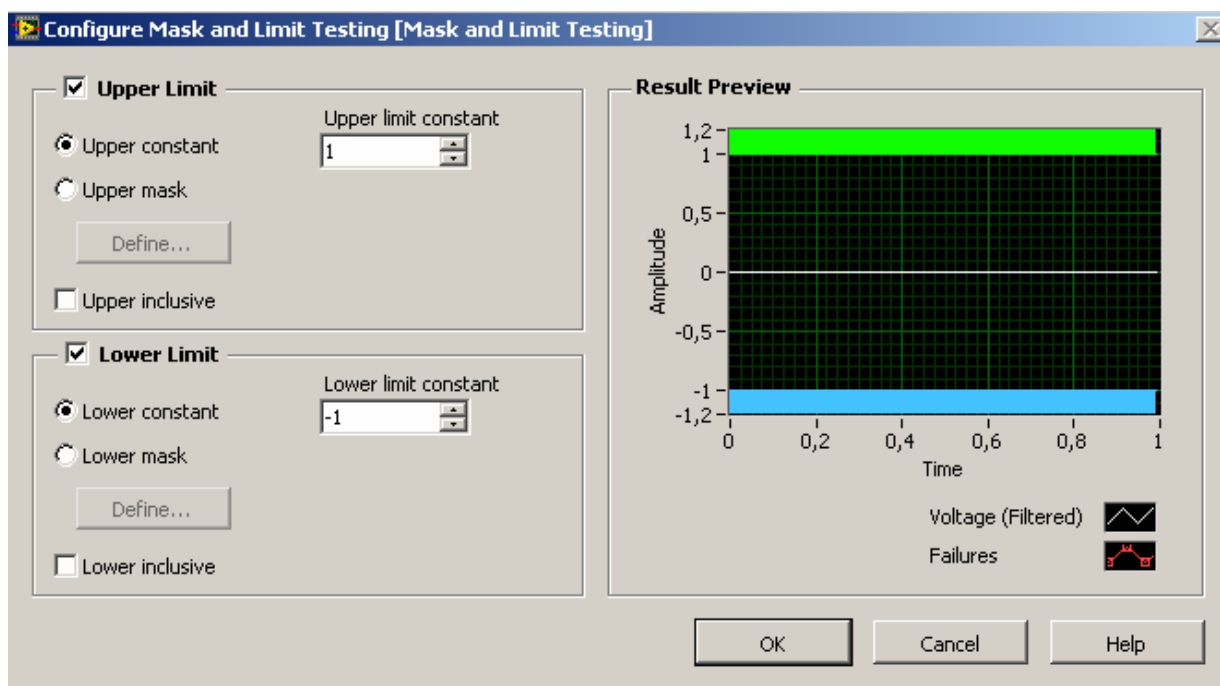 Configure Mask and Limit Testing [Mask and Limit Testing]
Upper Limit
Upper limit constant
Upper constant
1
Upper mask
Define...
Upper inclusive
Lower Limit
Lower limit constant
Lower constant
-1
Lower mask
Define...
Lower inclusive
Result Preview
1,2
1
0,5
0
-0,5
-1
-1,2
Amplitude
0 0,2 0,4 0,6 0,8 1
Time
Voltage (Filtered)
Failures
OK Cancel Help